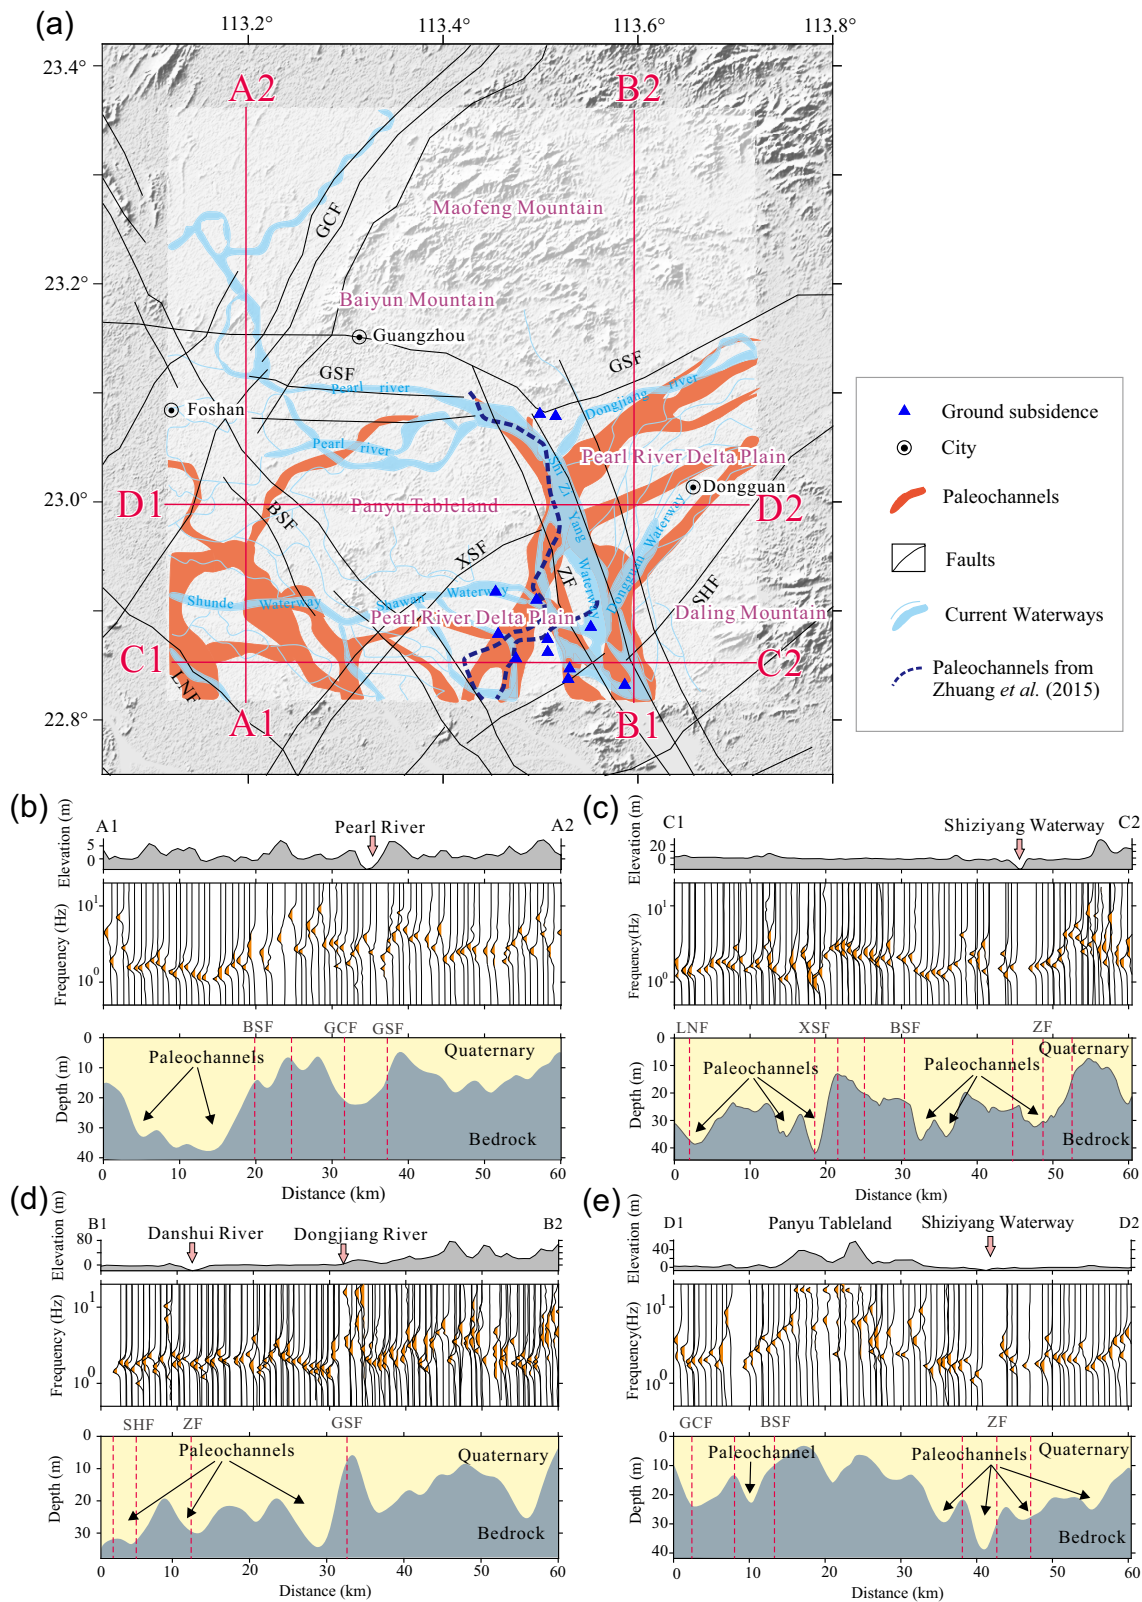 (a)
113.2°
113.4°
113.6°
113.8°
23.4°
23.2°
23.0°
22.8°
A2
B2
Maofeng Mountain
GCF
Baiyun Mountain
Guangzhou
GSF
GSF
Pearl river
Dongjiang river
Foshan
Pearl river
Pearl River Delta Plain
Shi Zi Yang Waterway
Dongguan
D1
D2
Panyu Tableland
BSF
XSF
ZF
Dongguan Waterway
SHF
Shunde Waterway
Shawan Waterway
Pearl River Delta Plain
Daling Mountain
C1
C2
LNF
A1
B1
Ground subsidence
City
Paleochannels
Faults
Current Waterways
Paleochannels from
Zhuang et al. (2015)
(b)
A1
Pearl River
A2
Elevation (m)
5
0
Frequency (Hz)
10¹
10⁰
BSF
GCF
GSF
Paleochannels
Quaternary
Bedrock
Depth (m)
0
10
20
30
40
0
10
20
30
40
50
60
Distance (km)
(c)
C1
Shiziyang Waterway
C2
Elevation (m)
20
0
Frequency(Hz)
10¹
10⁰
LNF
XSF
BSF
ZF
Quaternary
Paleochannels
Paleochannels
Bedrock
Depth (m)
0
10
20
30
40
0
10
20
30
40
50
60
Distance (km)
(d)
B1
Danshui River
Dongjiang River
B2
Elevation (m)
80
40
0
Frequency (Hz)
10¹
10⁰
SHF
ZF
GSF
Paleochannels
Quaternary
Bedrock
Depth (m)
0
10
20
30
0
10
20
30
40
50
60
Distance (km)
(e)
D1
Panyu Tableland
Shiziyang Waterway
D2
Elevation (m)
40
0
Frequency(Hz)
10¹
10⁰
GCF
BSF
ZF
Paleochannel
Paleochannels
Quaternary
Bedrock
Depth (m)
0
10
20
30
40
0
10
20
30
40
50
60
Distance (km)